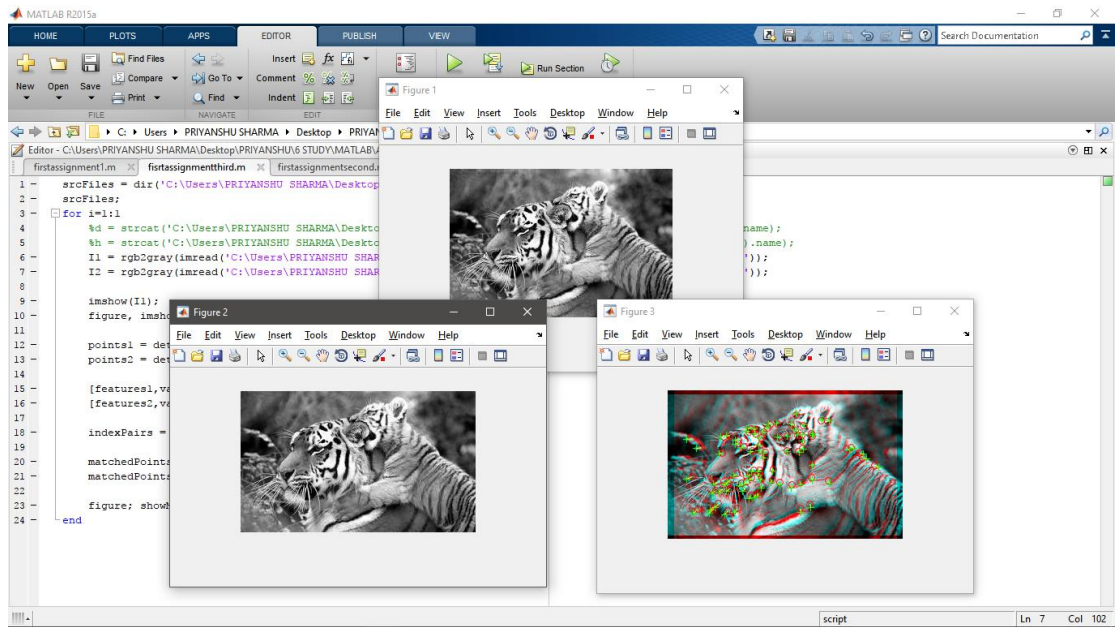 MATLAB R2015a
HOME PLOTS APPS EDITOR PUBLISH VIEW
Search Documentation
New Open Save
Find Files
Compare
Print
Go To
Find
Insert fx
Comment
Indent
Run Section
FILE NAVIGATE EDIT
C: Users PRIYANSHU SHARMA Desktop
Editor - C:\Users\PRIYANSHU SHARMA\Desktop\PRIYANSHU\6 STUDY\MATLAB\
firstassignment1.m fisrtassignmentthird.m
1 srcFiles = dir('C:\Users\PRIYANSHU SHARMA\Desktop
2 srcFiles;
3 for i=1:1
4 %d = strcat('C:\Users\PRIYANSHU SHARMA\Deskto name);
5 %h = strcat('C:\Users\PRIYANSHU SHARMA\Deskto ).name);
6 I1 = rgb2gray(imread('C:\Users\PRIYANSHU SHAR '));
7 I2 = rgb2gray(imread('C:\Users\PRIYANSHU SHAR '));
8
9 imshow(I1);
10 figure, imsho
11
12 points1 = det
13 points2 = det
14
15 [features1,va
16 [features2,va
17
18 indexPairs =
19
20 matchedPoints
21 matchedPoints
22
23 figure; show
24 end
Figure 1
File Edit View Insert Tools Desktop Window Help
Figure 2
File Edit View Insert Tools Desktop Window Help
Figure 3
File Edit View Insert Tools Desktop Window Help
script Ln 7 Col 102